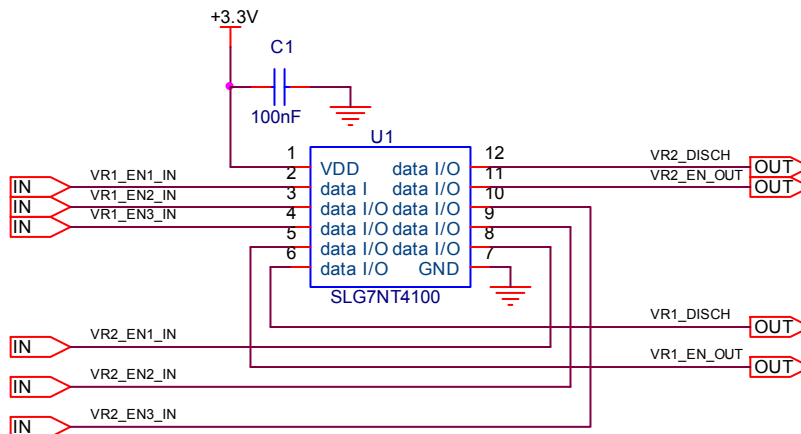 +3.3V
C1
100nF
U1
1 VDD data I/O 12
VR2_DISCH OUT
IN VR1_EN1_IN 2 data I data I/O 11 VR2_EN_OUT OUT
IN VR1_EN2_IN 3 data I/O data I/O 10
IN VR1_EN3_IN 4 data I/O data I/O 9
5 data I/O data I/O 8
6 data I/O GND 7
SLG7NT4100
VR1_DISCH OUT
IN VR2_EN1_IN
VR1_EN_OUT OUT
IN VR2_EN2_IN
IN VR2_EN3_IN